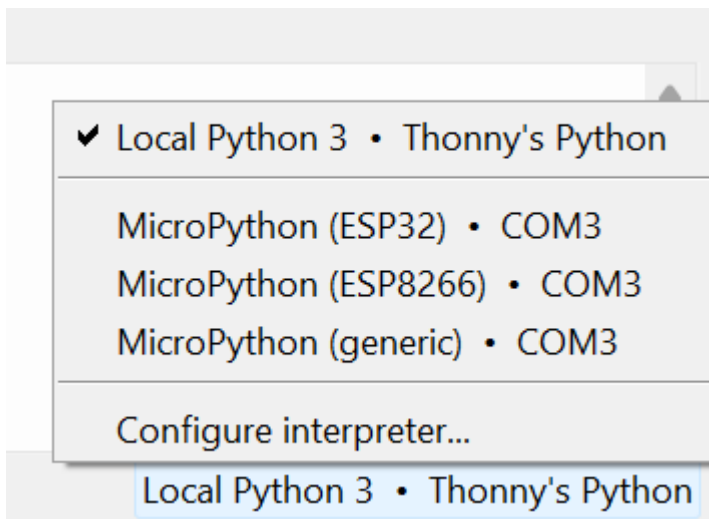 ✔ Local Python 3 • Thonny's Python
MicroPython (ESP32) • COM3
MicroPython (ESP8266) • COM3
MicroPython (generic) • COM3
Configure interpreter...
Local Python 3 • Thonny's Python